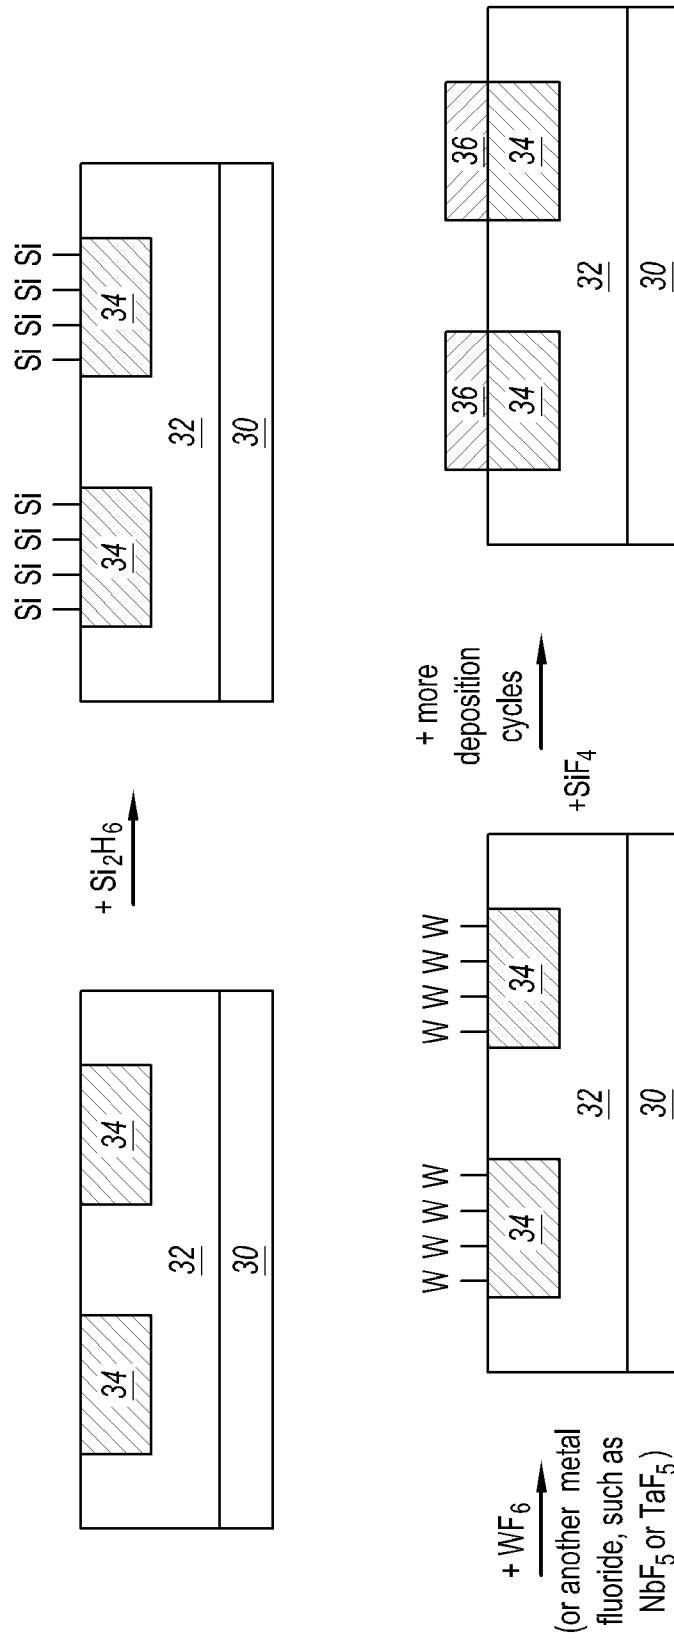 34
34
32
30
+ Si2H6
Si Si Si Si
Si Si Si Si
34
34
32
30
+ WF6
(or another metal
fluoride, such as
NbF5 or TaF5)
W W W W
W W W W
34
34
32
30
+ more
deposition
cycles
+SiF4
36
36
34
34
32
30